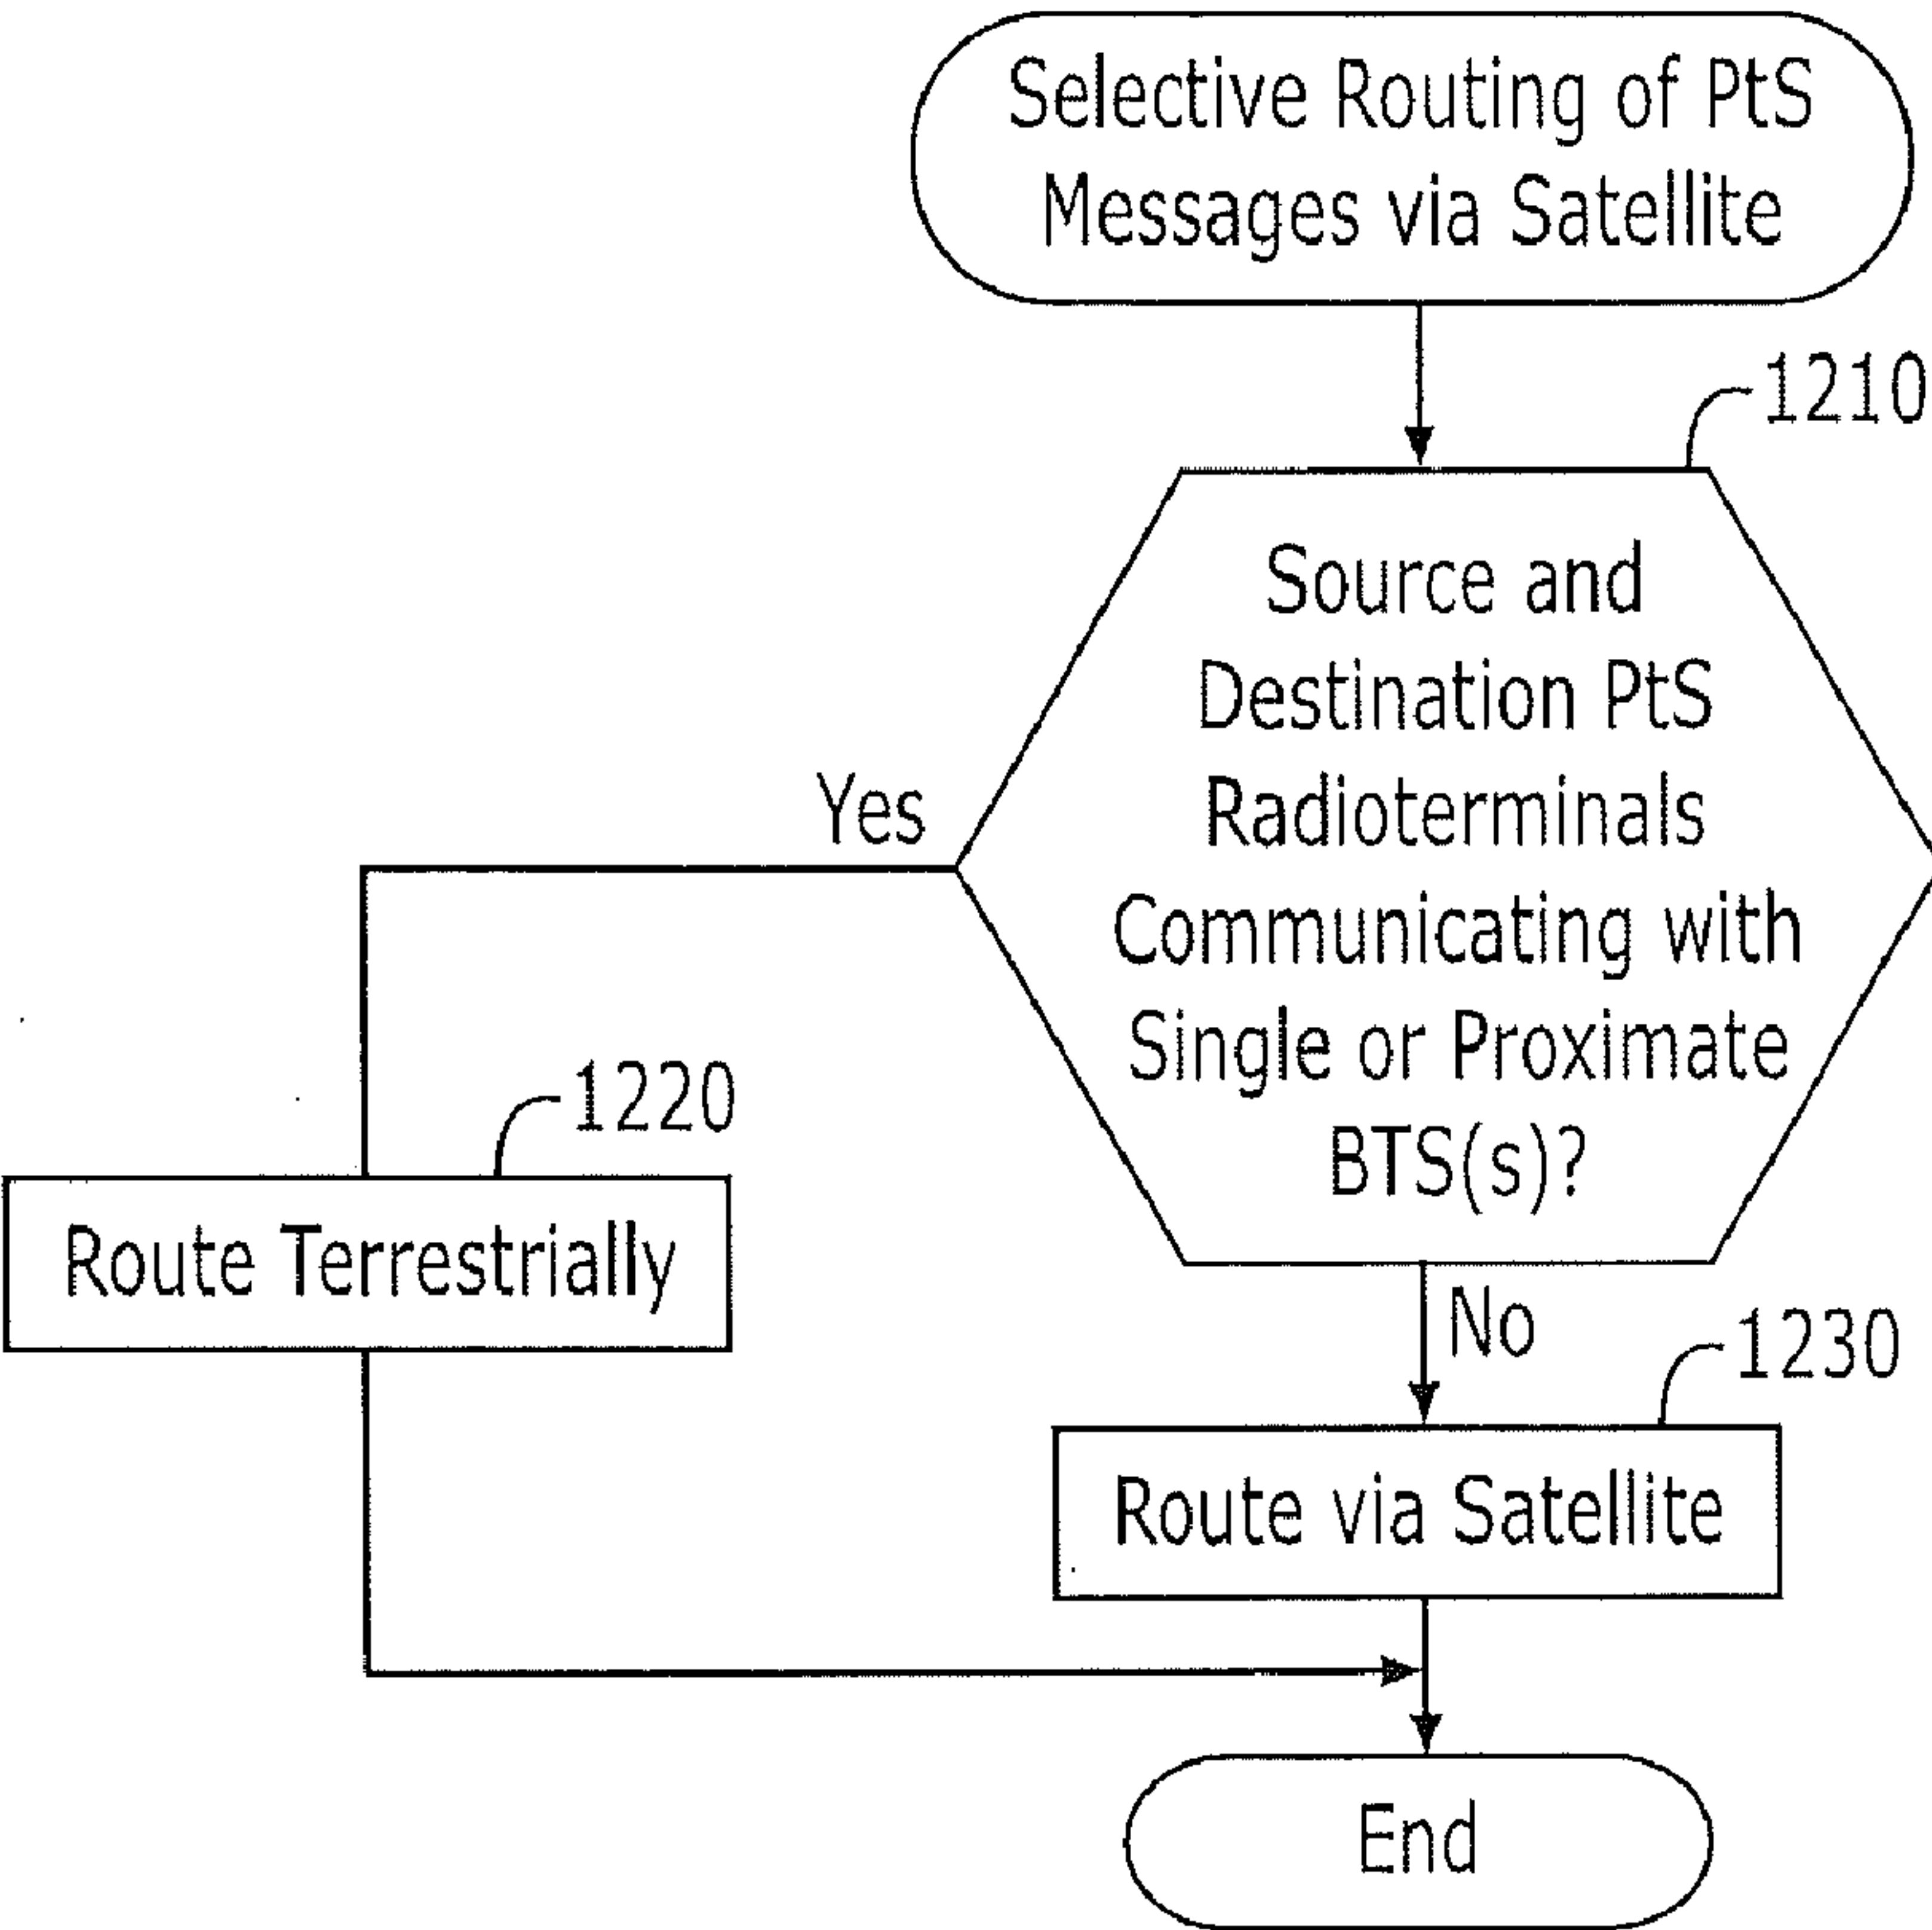 Selective Routing of PtS
Messages via Satellite
1210
Source and
Destination PtS
Radioterminals
Communicating with
Single or Proximate
BTS(s)?
Yes
1220
Route Terrestrially
No
1230
Route via Satellite
End